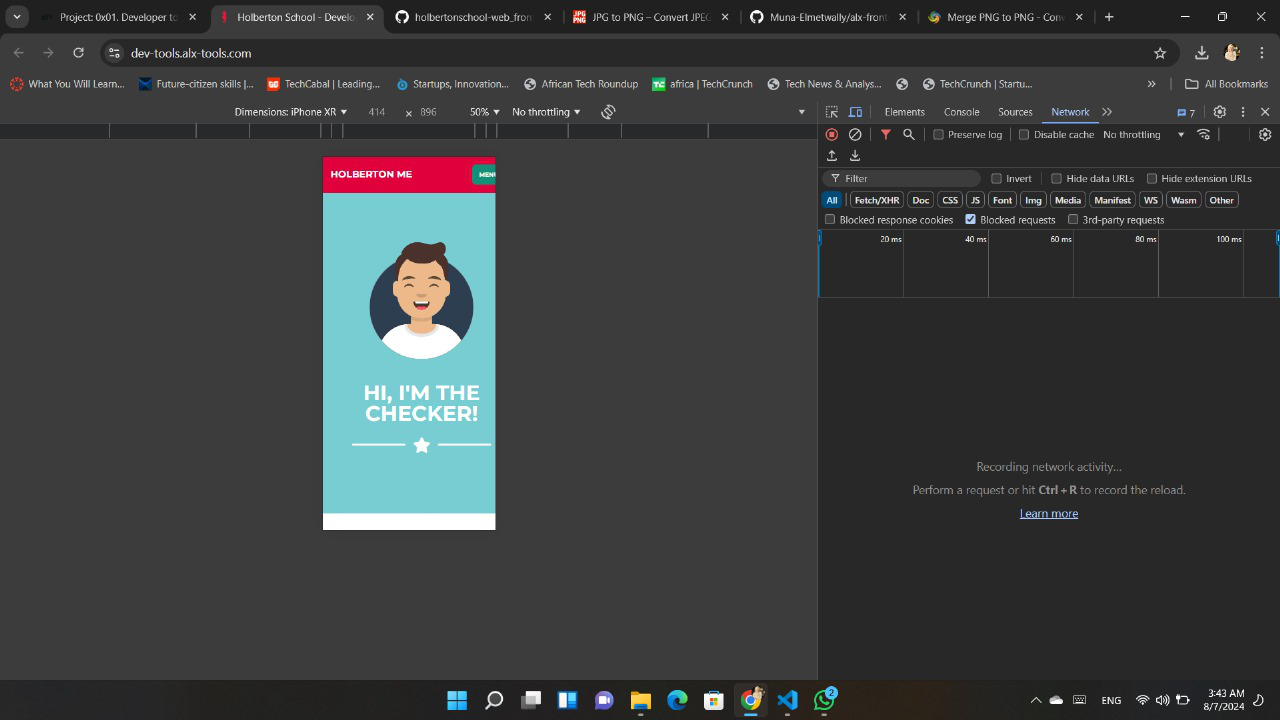 Project: 0x01. Developer to
Holberton School - Develo
holbertonschool-web_fron
JPG to PNG – Convert JPEG
Muna-Elmetwally/alx-front
Merge PNG to PNG - Con
dev-tools.alx-tools.com
What You Will Learn...
Future-citizen skills |...
TechCabal | Leading...
Startups, Innovation...
African Tech Roundup
africa | TechCrunch
Tech News & Analys...
TechCrunch | Startu...
All Bookmarks
Dimensions: iPhone XR 414 × 896 50% No throttling
Elements Console Sources Network 7
Preserve log Disable cache No throttling
Filter Invert Hide data URLs Hide extension URLs
All Fetch/XHR Doc CSS JS Font Img Media Manifest WS Wasm Other
Blocked response cookies Blocked requests 3rd-party requests
20 ms 40 ms 60 ms 80 ms 100 ms
HOLBERTON ME MENU
HI, I'M THE
CHECKER!
Recording network activity...
Perform a request or hit Ctrl + R to record the reload.
Learn more
2
ENG
3:43 AM
8/7/2024